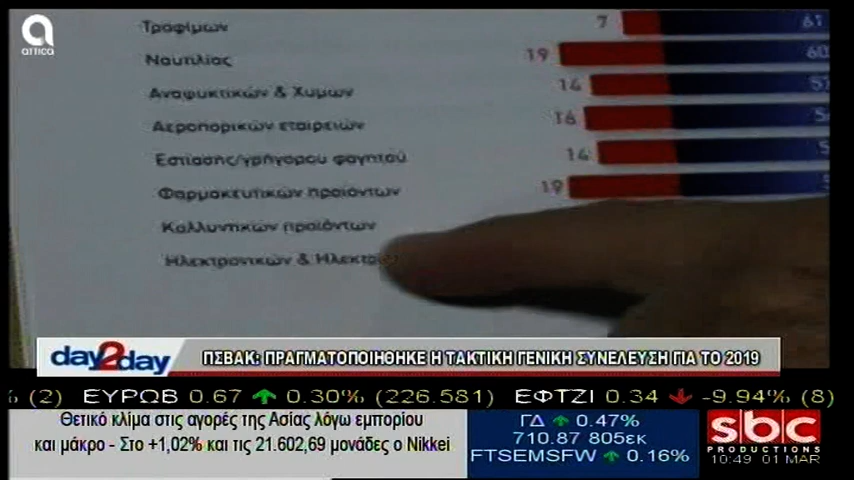 attica
Τροφίμων 7 61
Ναυτιλίας 19 60
Αναψυκτικών & Χυμών 14
Αεροπορικών εταιρειών 16
Εστίασης/γρήγορου φαγητού 14
Φαρμακευτικών προϊόντων 19
Καλλυντικών προϊόντων
Ηλεκτρονικών &
day2day
ΠΣΒΑΚ: ΠΡΑΓΜΑΤΟΠΟΙΗΘΗΚΕ Η ΤΑΚΤΙΚΗ ΓΕΝΙΚΗ ΣΥΝΕΛΕΥΣΗ ΓΙΑ ΤΟ 2019
(2) ΕΥΡΩΒ 0.67 0.30% (226.581) ΕΦΤΖΙ 0.34 -9.94% (8)
Θετικό κλίμα στις αγορές της Ασίας λόγω εμπορίου
και μάκρο - Στο +1,02% και τις 21.602,69 μονάδες ο Nikkei
ΓΔ 0.47%
710.87 805εκ
FTSEMSFW 0.16%
sbc
PRODUCTIONS
10:49 01 MAR